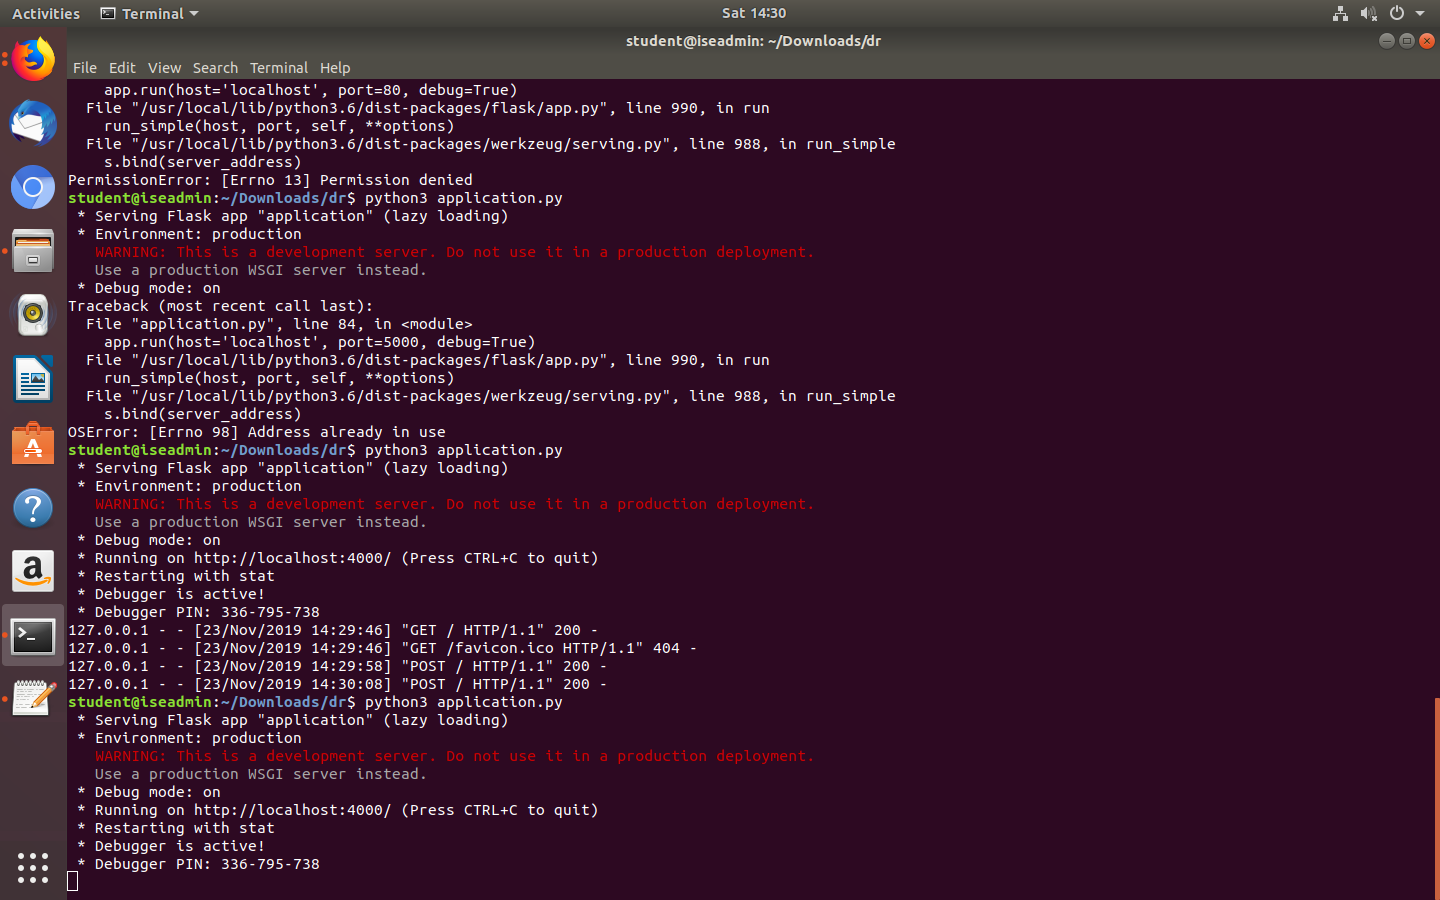 Activities Terminal Sat 14:30
student@iseadmin: ~/Downloads/dr
File Edit View Search Terminal Help
    app.run(host='localhost', port=80, debug=True)
  File "/usr/local/lib/python3.6/dist-packages/flask/app.py", line 990, in run
    run_simple(host, port, self, **options)
  File "/usr/local/lib/python3.6/dist-packages/werkzeug/serving.py", line 988, in run_simple
    s.bind(server_address)
PermissionError: [Errno 13] Permission denied
student@iseadmin:~/Downloads/dr$ python3 application.py
 * Serving Flask app "application" (lazy loading)
 * Environment: production
   WARNING: This is a development server. Do not use it in a production deployment.
   Use a production WSGI server instead.
 * Debug mode: on
Traceback (most recent call last):
  File "application.py", line 84, in <module>
    app.run(host='localhost', port=5000, debug=True)
  File "/usr/local/lib/python3.6/dist-packages/flask/app.py", line 990, in run
    run_simple(host, port, self, **options)
  File "/usr/local/lib/python3.6/dist-packages/werkzeug/serving.py", line 988, in run_simple
    s.bind(server_address)
OSError: [Errno 98] Address already in use
student@iseadmin:~/Downloads/dr$ python3 application.py
 * Serving Flask app "application" (lazy loading)
 * Environment: production
   WARNING: This is a development server. Do not use it in a production deployment.
   Use a production WSGI server instead.
 * Debug mode: on
 * Running on http://localhost:4000/ (Press CTRL+C to quit)
 * Restarting with stat
 * Debugger is active!
 * Debugger PIN: 336-795-738
127.0.0.1 - - [23/Nov/2019 14:29:46] "GET / HTTP/1.1" 200 -
127.0.0.1 - - [23/Nov/2019 14:29:46] "GET /favicon.ico HTTP/1.1" 404 -
127.0.0.1 - - [23/Nov/2019 14:29:58] "POST / HTTP/1.1" 200 -
127.0.0.1 - - [23/Nov/2019 14:30:08] "POST / HTTP/1.1" 200 -
student@iseadmin:~/Downloads/dr$ python3 application.py
 * Serving Flask app "application" (lazy loading)
 * Environment: production
   WARNING: This is a development server. Do not use it in a production deployment.
   Use a production WSGI server instead.
 * Debug mode: on
 * Running on http://localhost:4000/ (Press CTRL+C to quit)
 * Restarting with stat
 * Debugger is active!
 * Debugger PIN: 336-795-738